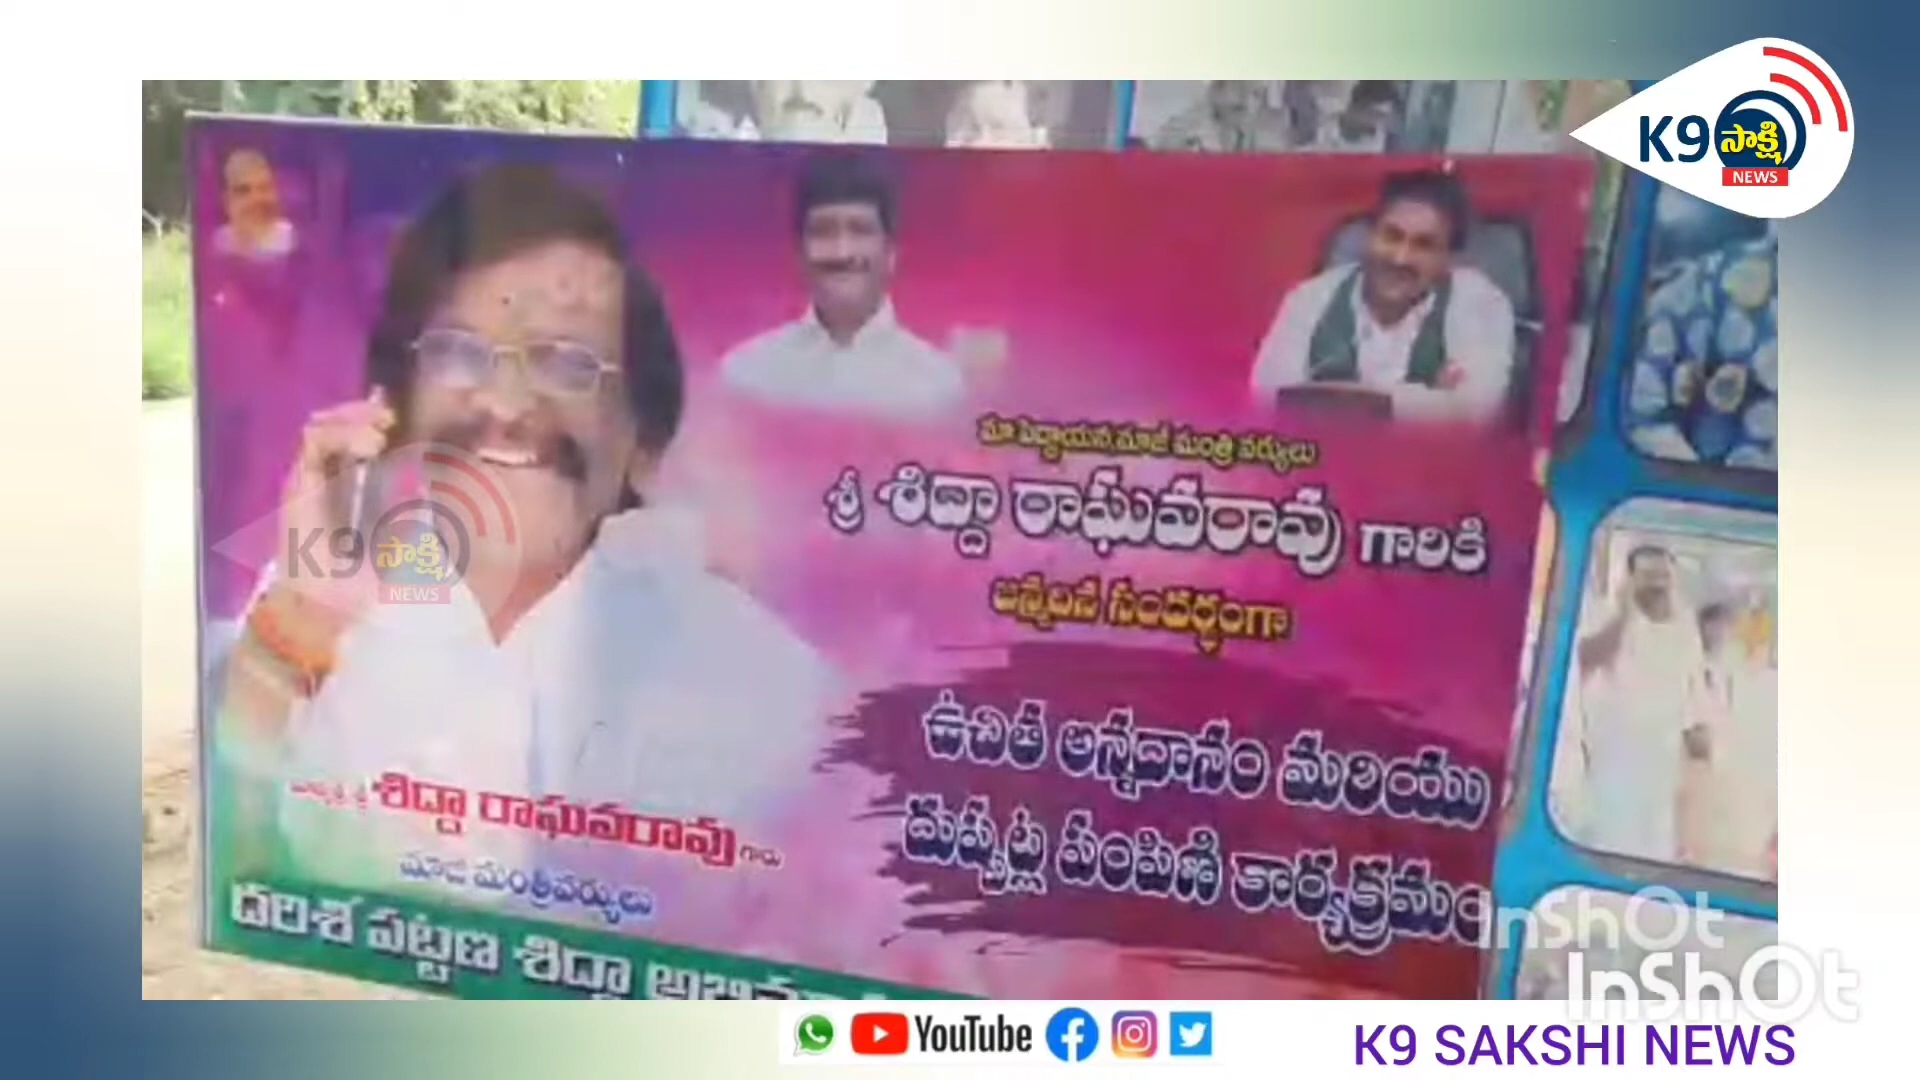 K9 సాక్షి
NEWS
మా పెద్దాయన, మాజీ మంత్రి వర్యులు
శ్రీ శిద్దా రాఘవరావు గారికి
జన్మదిన సందర్భంగా
ఉచిత అన్నదానం మరియు
దుప్పట్ల పంపిణి కార్యక్రమం
K9 సాక్షి
NEWS
శిద్దా రాఘవరావు గారు
మాజీ మంత్రివర్యులు
దరిశి పట్టణ శిద్దా
InShOt
InShOt
YouTube
K9 SAKSHI NEWS